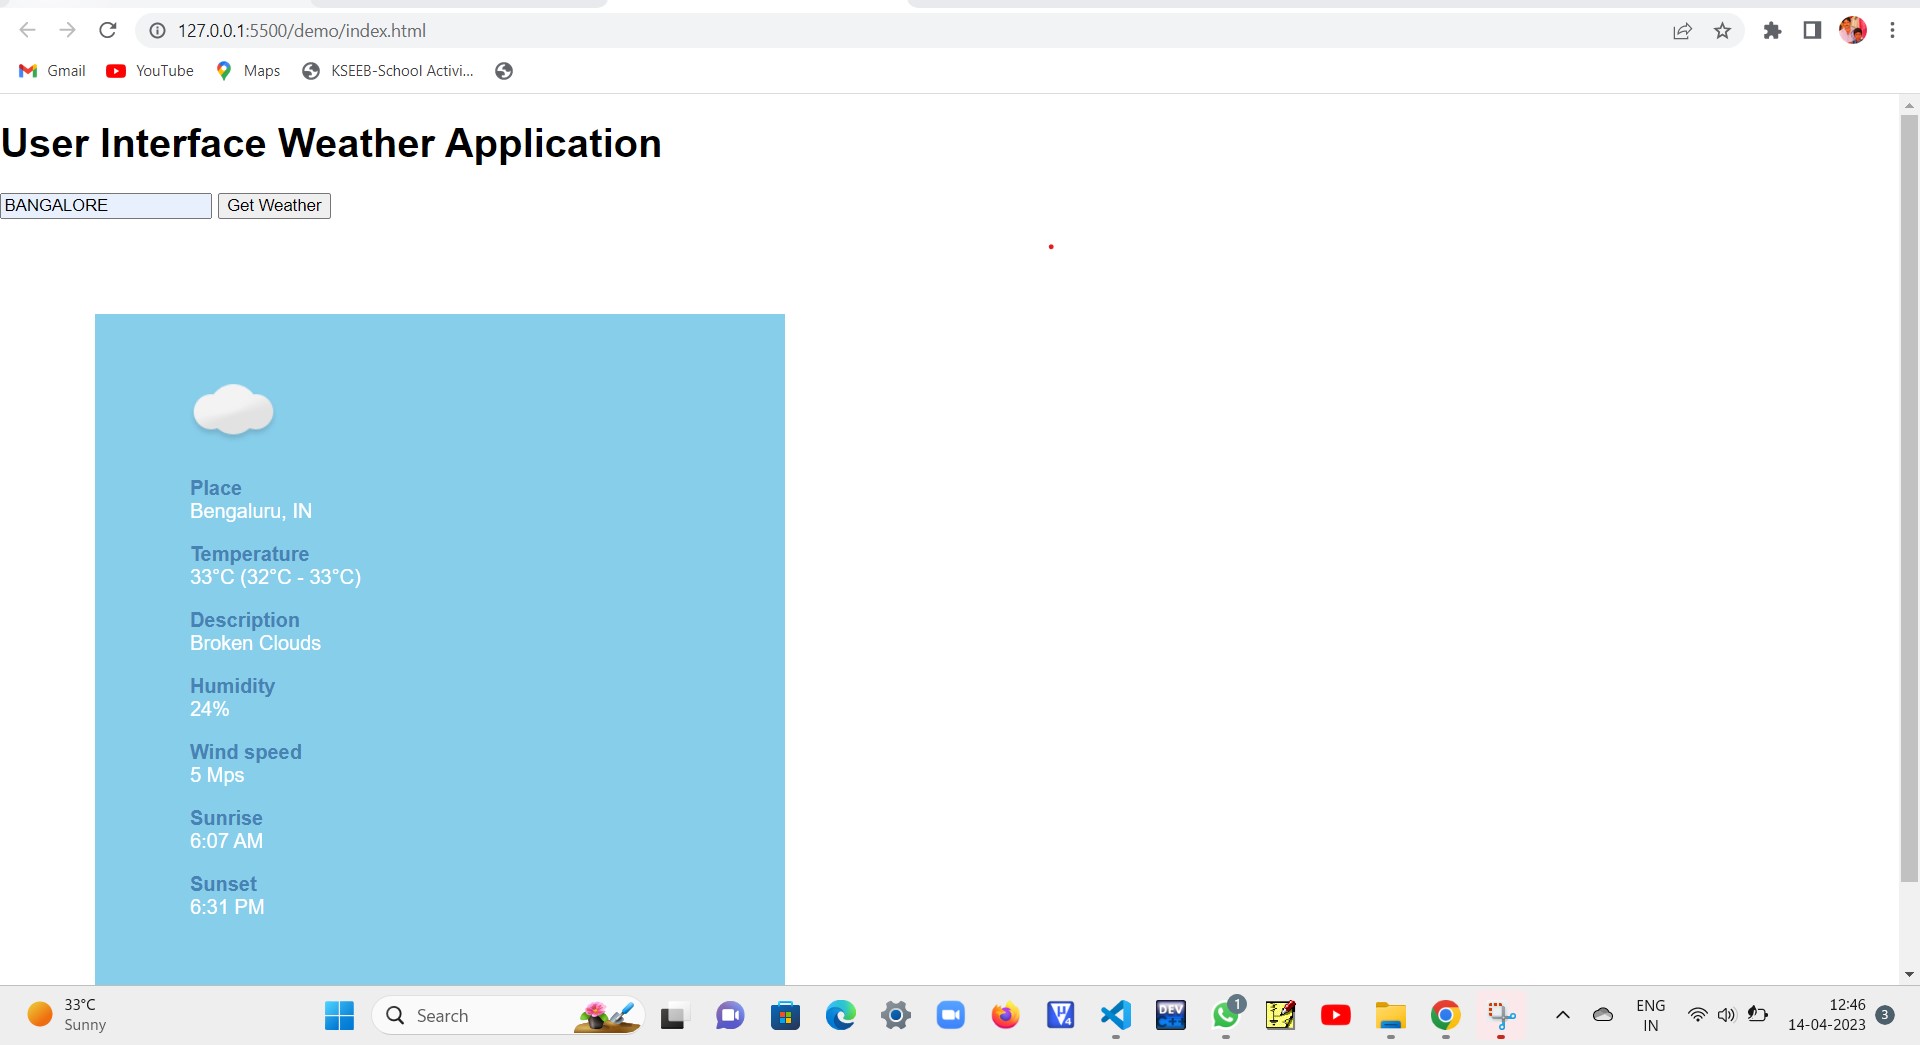 127.0.0.1:5500/demo/index.html
Gmail YouTube Maps KSEEB-School Activi...
User Interface Weather Application
BANGALORE Get Weather
Place
Bengaluru, IN
Temperature
33°C (32°C - 33°C)
Description
Broken Clouds
Humidity
24%
Wind speed
5 Mps
Sunrise
6:07 AM
Sunset
6:31 PM
33°C
Sunny
Search
4
DEV
1
ENG
IN
12:46
14-04-2023
3